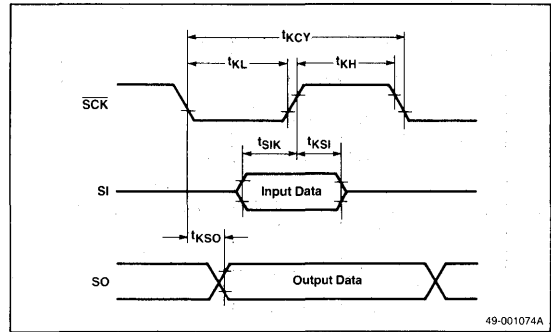 tKCY
tKL
tKH
SCK
tSIK
tKSI
SI
Input Data
tKSO
SO
Output Data
49-001074A